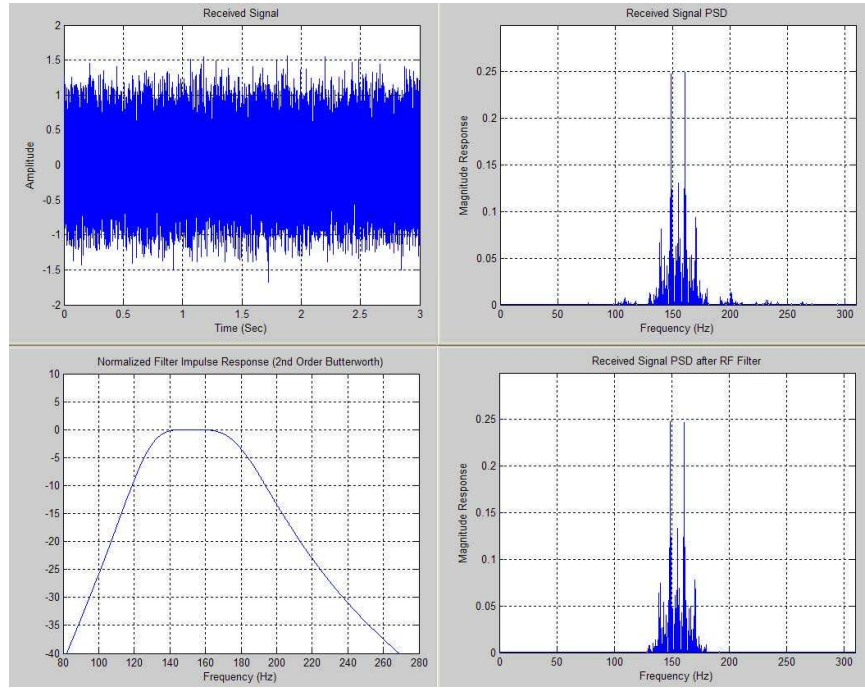 Received Signal
2
1.5
1
0.5
0
-0.5
-1
-1.5
-2
Amplitude
0 0.5 1 1.5 2 2.5 3
Time (Sec)
Received Signal PSD
0.25
0.2
0.15
0.1
0.05
0
Magnitude Response
0 50 100 150 200 250 300
Frequency (Hz)
Normalized Filter Impulse Response (2nd Order Butterworth)
10
5
0
-5
-10
-15
-20
-25
-30
-35
-40
80 100 120 140 160 180 200 220 240 260 280
Frequency (Hz)
Received Signal PSD after RF Filter
0.25
0.2
0.15
0.1
0.05
0
Magnitude Response
0 50 100 150 200 250 300
Frequency (Hz)